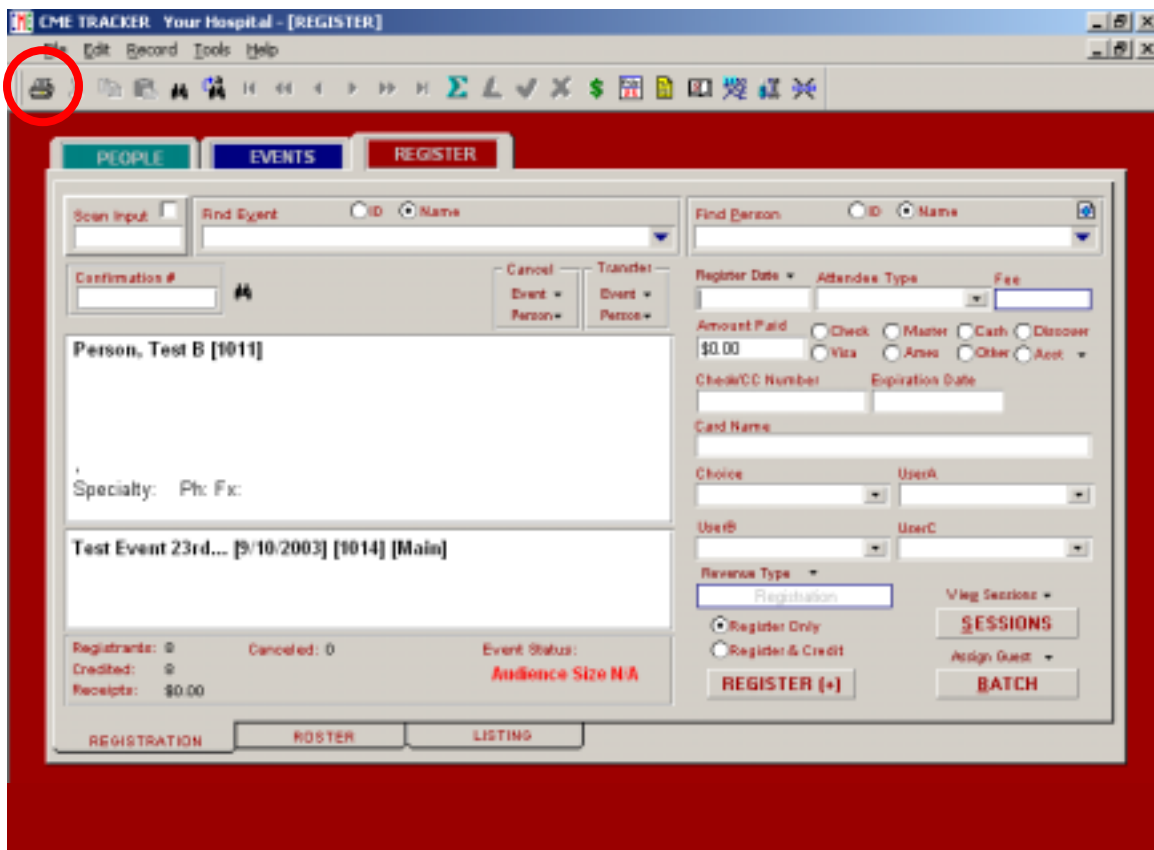 CME TRACKER Your Hospital - [REGISTER]
File Edit Record Tools Help
PEOPLE EVENTS REGISTER
Scan Input Find Event ID Name
Find Person ID Name
Confirmation #
Cancel Transfer
Event Event
Person Person
Register Date Attendee Type Fee
Amount Paid Check Master Cash Discover
$0.00 Visa Amex Other Acct
Person, Test B [1011]
,
Specialty: Ph: Fx:
Check/CC Number Expiration Date
Card Name
Choice UserA
UserB UserC
Test Event 23rd... [9/10/2003] [1014] [Main]
Revenue Type
Registration
View Sessions
Register Only SESSIONS
Register & Credit Assign Guest
REGISTER (+) BATCH
Registrants: 0 Canceled: 0 Event Status:
Credited: 0 Audience Size N/A
Receipts: $0.00
REGISTRATION ROSTER LISTING